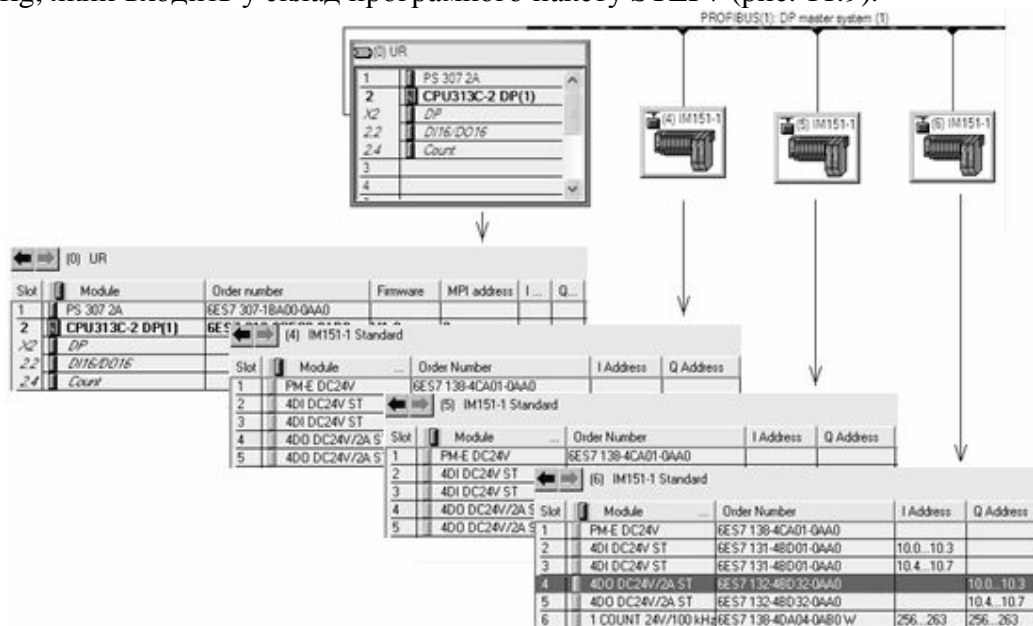 ng, який входить у склад програмного пакету STEP7 (рис. 11.9).
PROFIBUS(1): DP master system (1)
(0) UR
1 PS 307 2A
2 CPU313C-2 DP(1)
X2 DP
2.2 DI16/DO16
2.4 Count
3
4
(4) IM151-1
(5) IM151-1
(6) IM151-1
(0) UR
Slot Module Order number Firmware MPI address I ... Q...
1 PS 307 2A 6ES7 307-1BA00-0AA0
2 CPU313C-2 DP(1) 6ES7
X2 DP
2.2 DI16/DO16
2.4 Count
(4) IM151-1 Standard
Slot Module ... Order Number I Address Q Address
1 PM-E DC24V 6ES7 138-4CA01-0AA0
2 4DI DC24V ST
3 4DI DC24V ST
4 4DO DC24V/2A S
5 4DO DC24V/2A S
(5) IM151-1 Standard
Slot Module ... Order Number I Address Q Address
1 PM-E DC24V 6ES7 138-4CA01-0AA0
2 4DI DC24V ST
3 4DI DC24V ST
4 4DO DC24V/2A S
5 4DO DC24V/2A S
(6) IM151-1 Standard
Slot Module ... Order Number I Address Q Address
1 PM-E DC24V 6ES7 138-4CA01-0AA0
2 4DI DC24V ST 6ES7 131-4BD01-0AA0 10.0...10.3
3 4DI DC24V ST 6ES7 131-4BD01-0AA0 10.4...10.7
4 4DO DC24V/2A ST 6ES7 132-4BD32-0AA0 10.0...10.3
5 4DO DC24V/2A ST 6ES7 132-4BD32-0AA0 10.4...10.7
6 1 COUNT 24V/100 kHz 6ES7 138-4DA04-0AB0 W 256...263 256...263